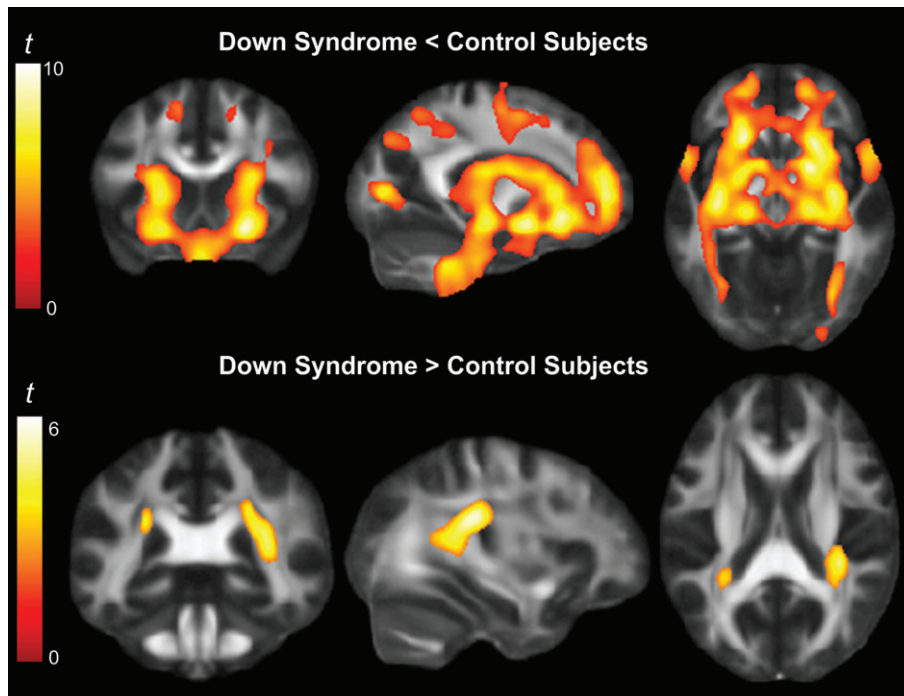 Down Syndrome < Control Subjects
t
10
0
Down Syndrome > Control Subjects
t
6
0